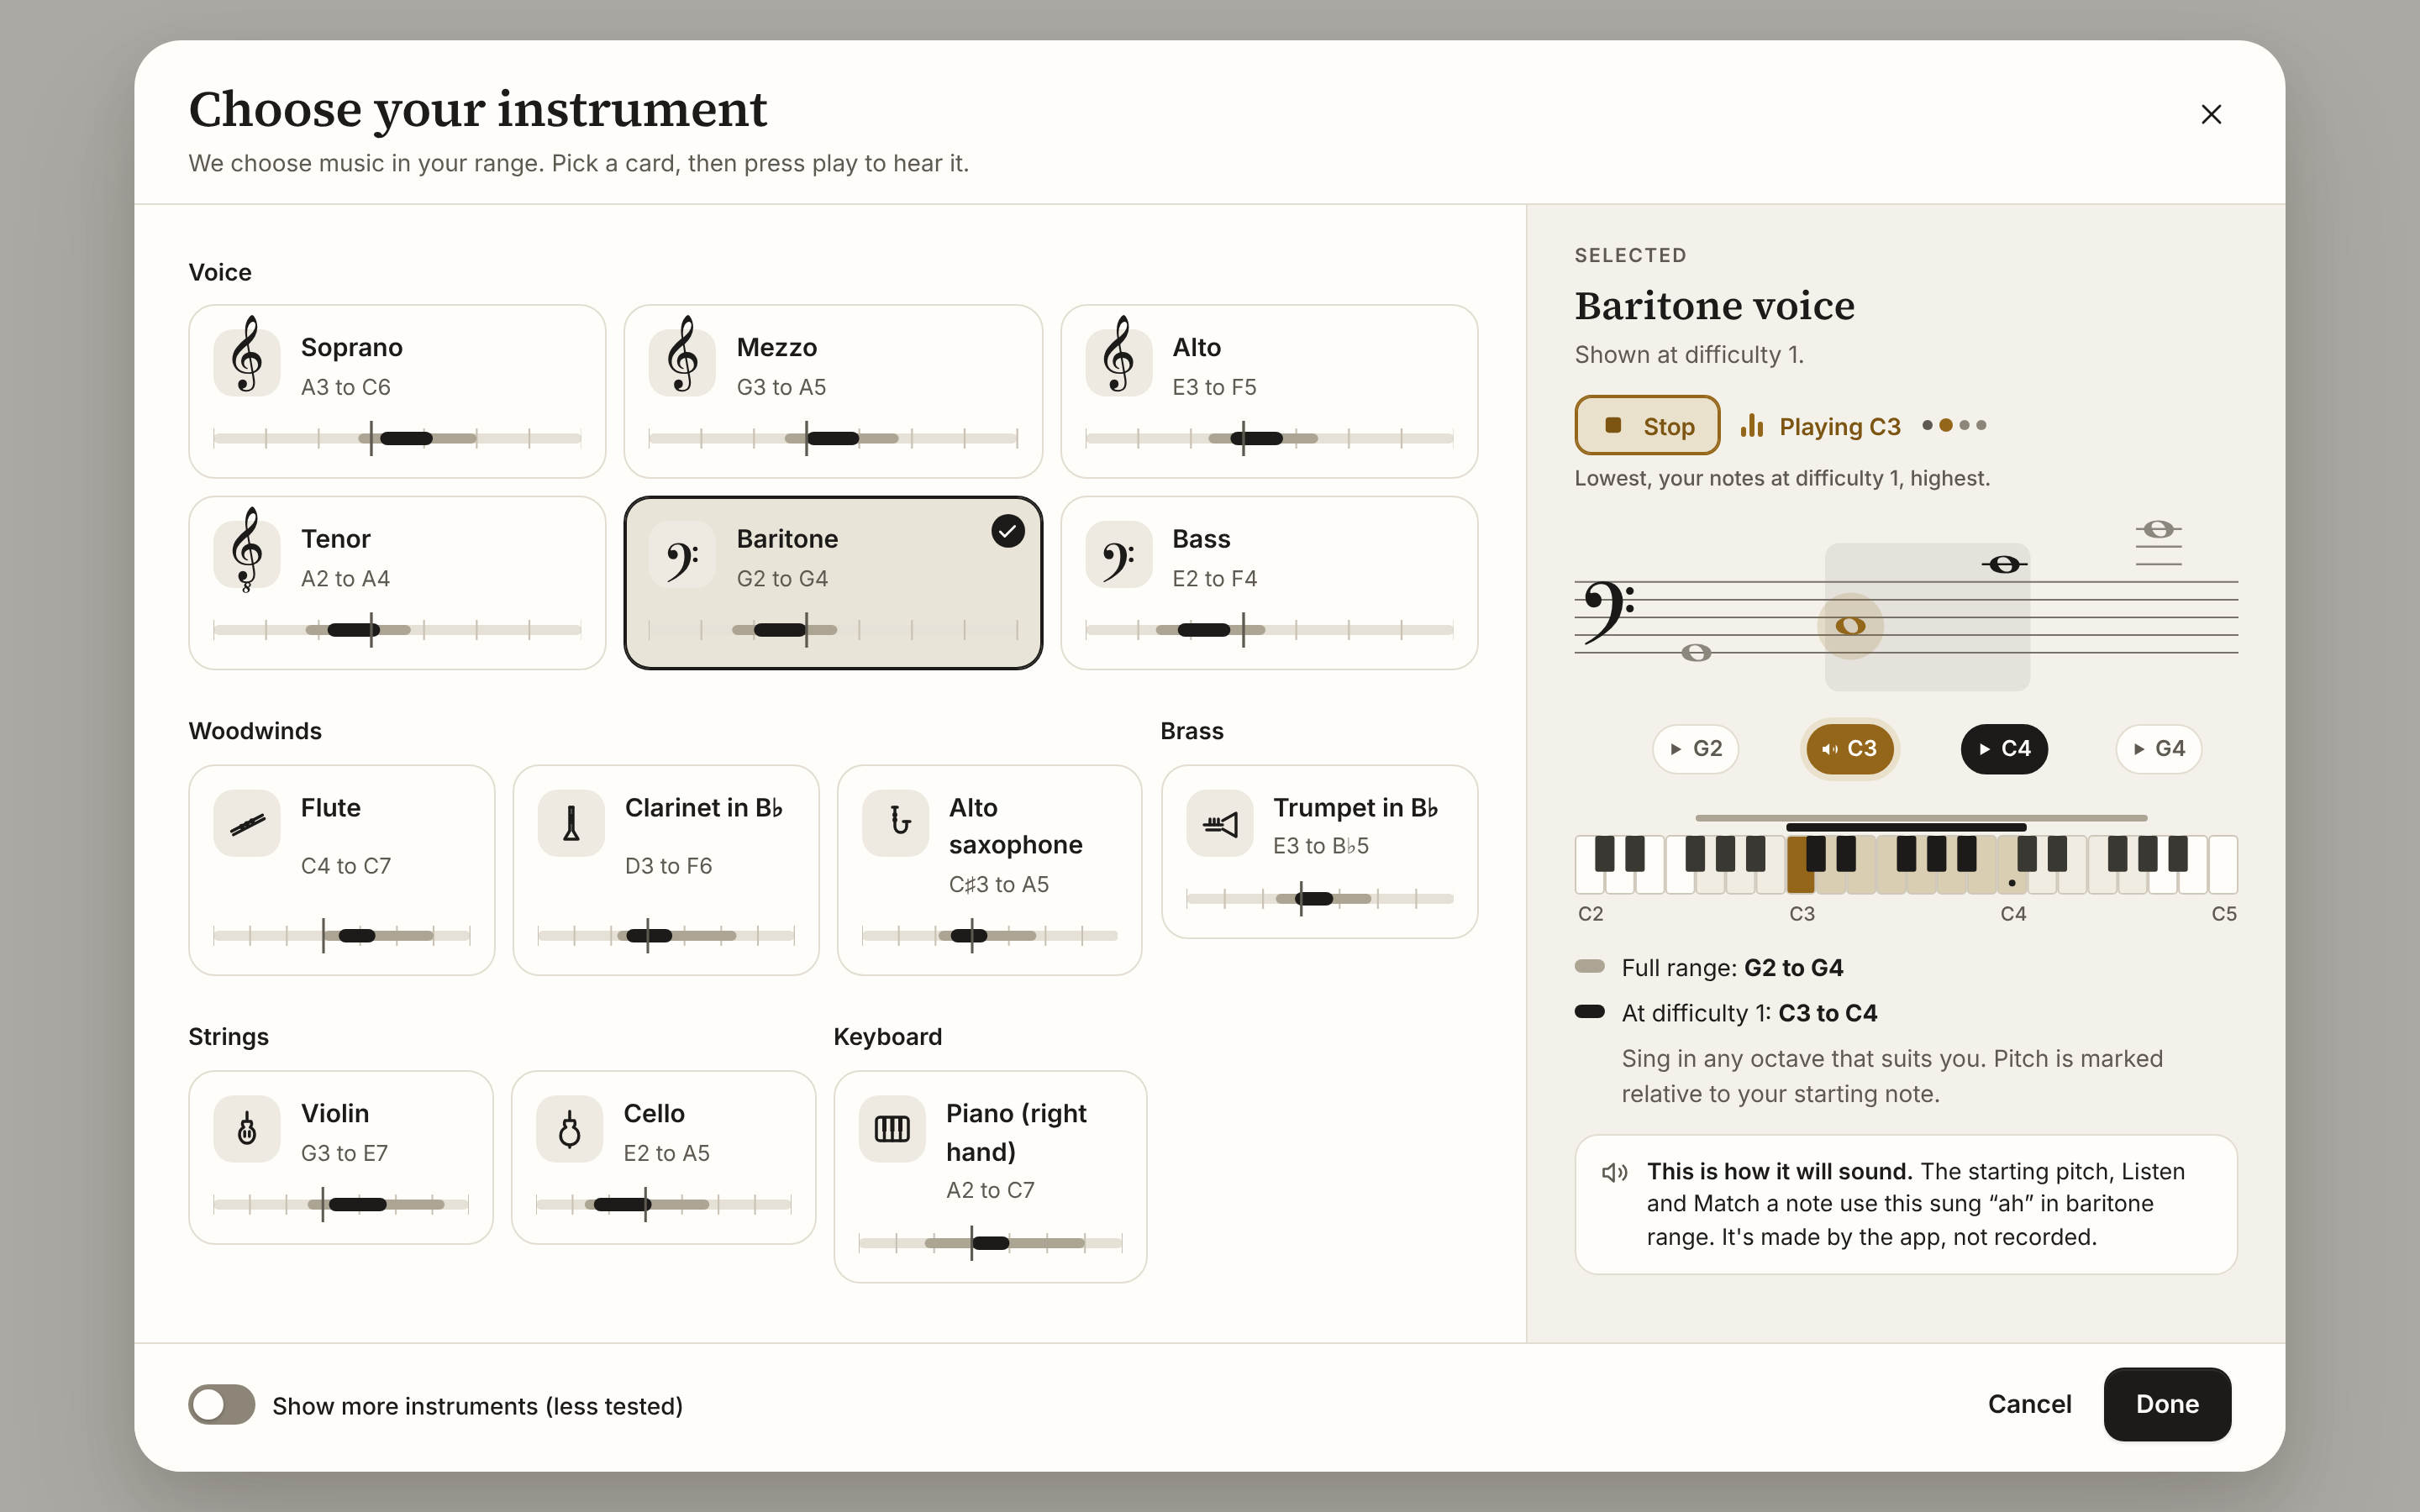 Choose your instrument
We choose music in your range. Pick a card, then press play to hear it.
Voice
Soprano
A3 to C6
Mezzo
G3 to A5
Alto
E3 to F5
Tenor
A2 to A4
Baritone
G2 to G4
Bass
E2 to F4
Woodwinds
Flute
C4 to C7
Clarinet in B♭
D3 to F6
Alto
saxophone
C♯3 to A5
Brass
Trumpet in B♭
E3 to B♭5
Strings
Violin
G3 to E7
Cello
E2 to A5
Keyboard
Piano (right
hand)
A2 to C7
SELECTED
Baritone voice
Shown at difficulty 1.
Stop
Playing C3
Lowest, your notes at difficulty 1, highest.
G2
C3
C4
G4
C2
C3
C4
C5
Full range: G2 to G4
At difficulty 1: C3 to C4
Sing in any octave that suits you. Pitch is marked
relative to your starting note.
This is how it will sound. The starting pitch, Listen
and Match a note use this sung “ah” in baritone
range. It's made by the app, not recorded.
Show more instruments (less tested)
Cancel
Done